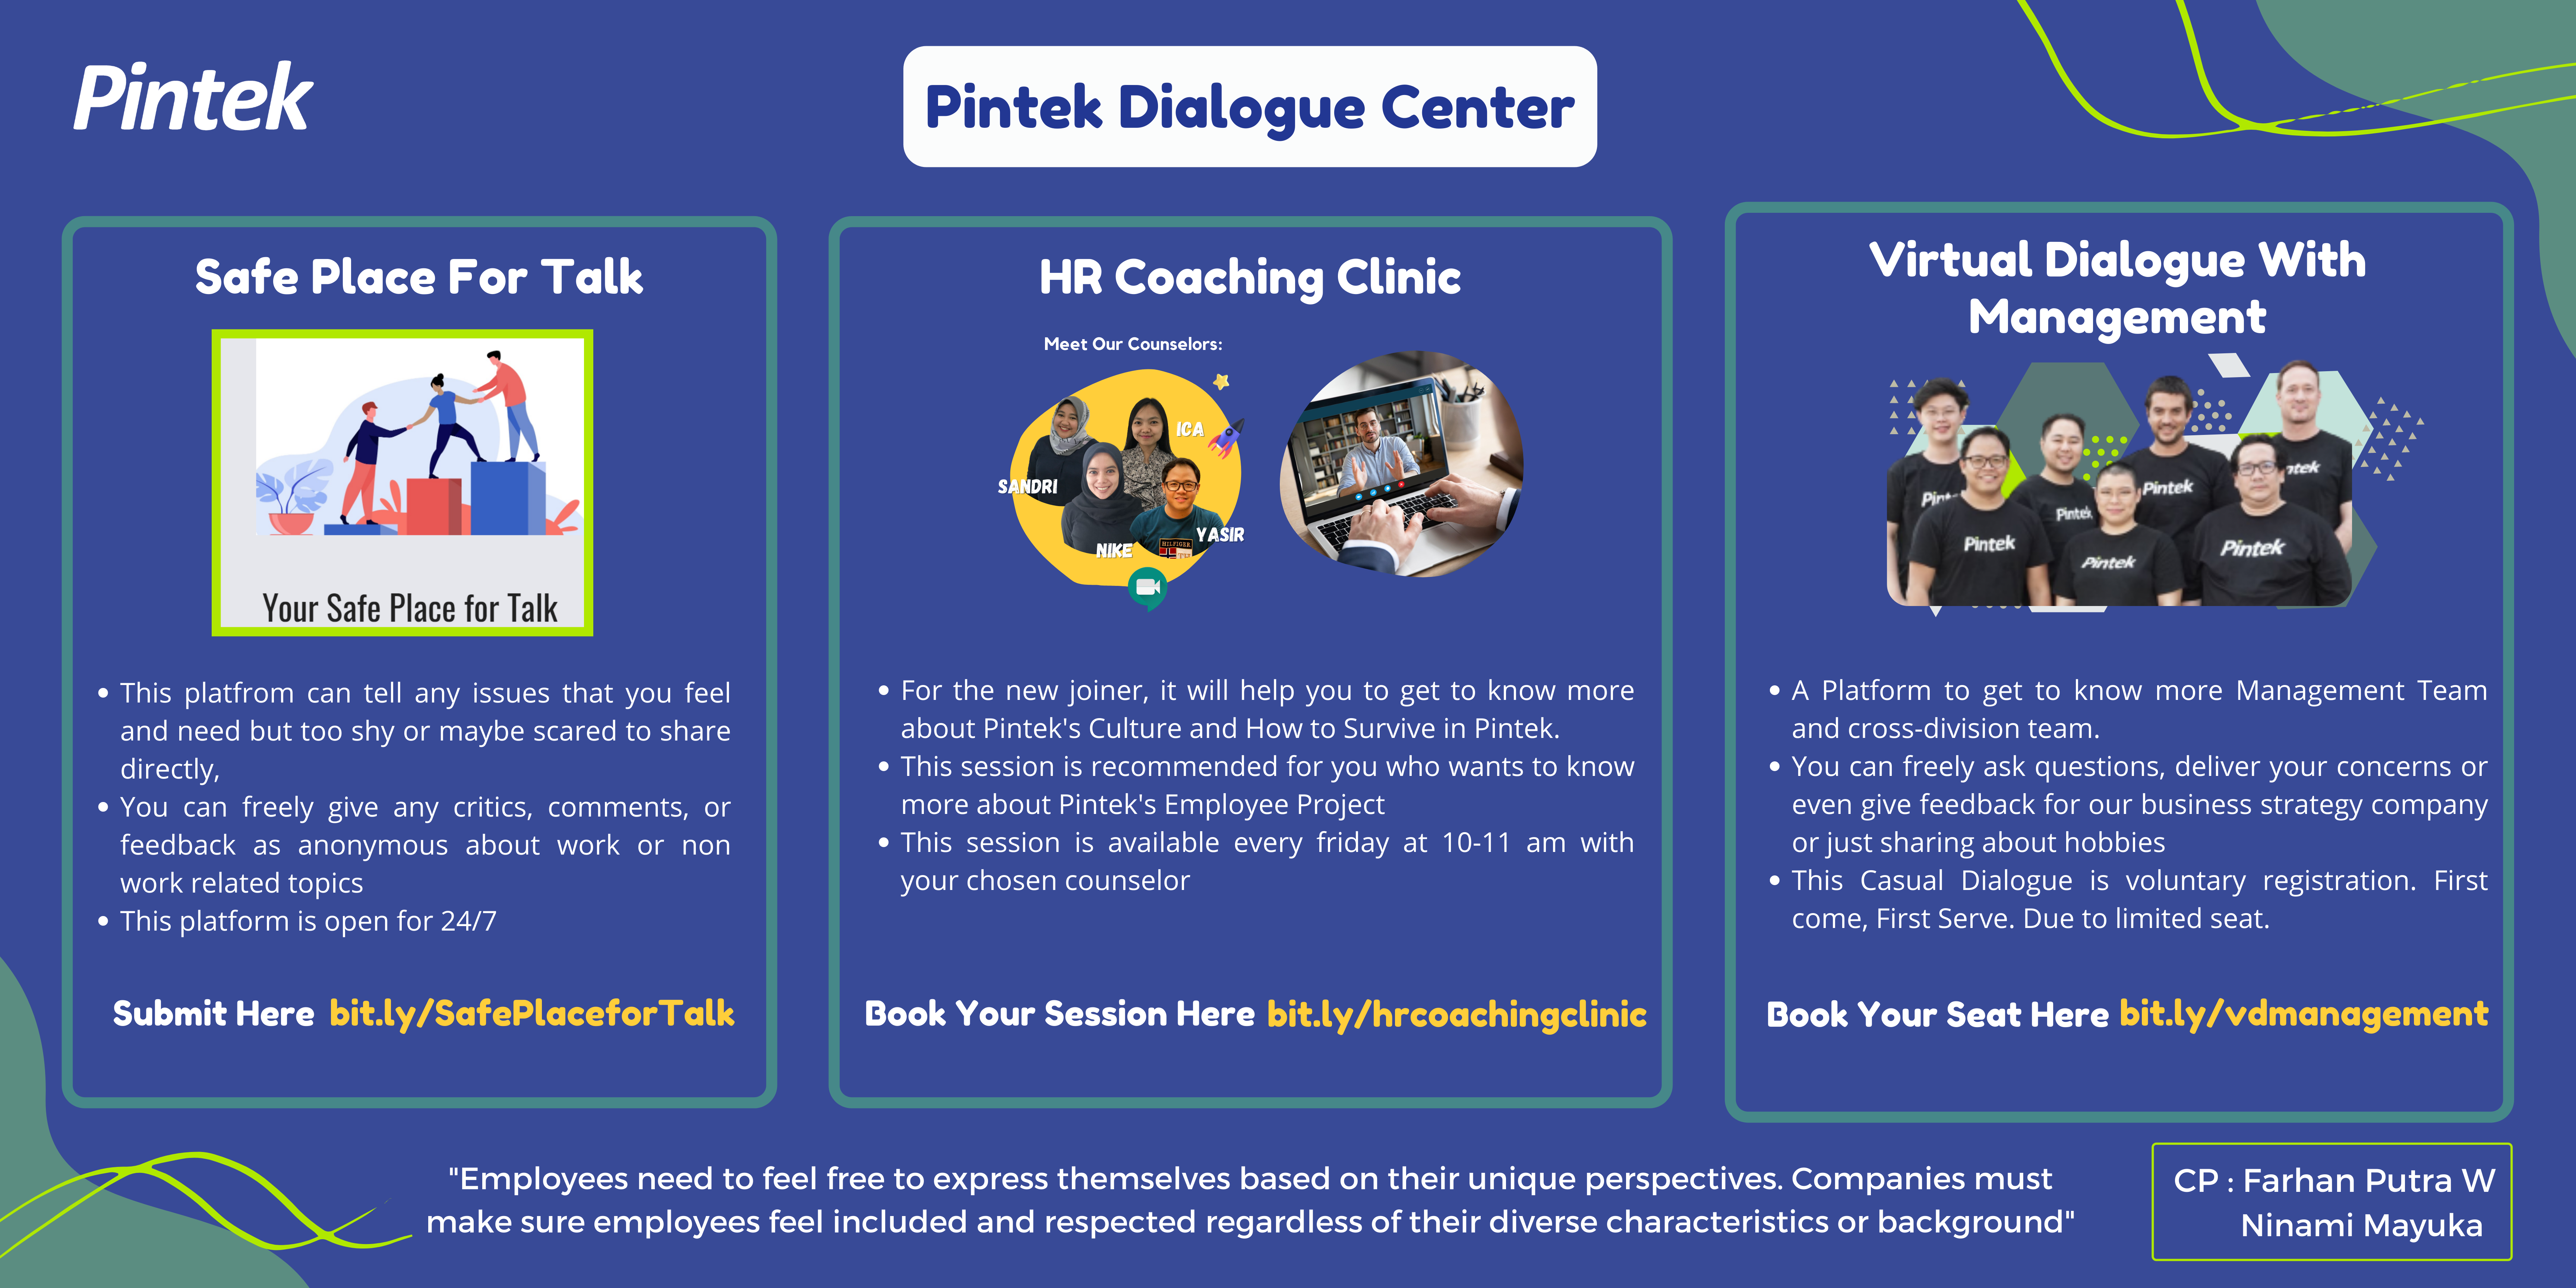 Pintek
Pintek Dialogue Center
Safe Place For Talk
Your Safe Place for Talk
• This platfrom can tell any issues that you feel
and need but too shy or maybe scared to share
directly,
• You can freely give any critics, comments, or
feedback as anonymous about work or non
work related topics
• This platform is open for 24/7
Submit Here bit.ly/SafePlaceforTalk
HR Coaching Clinic
Meet Our Counselors:
ICA
SANDRI
YASIR
NIKE
HILFIGER
• For the new joiner, it will help you to get to know more
about Pintek's Culture and How to Survive in Pintek.
• This session is recommended for you who wants to know
more about Pintek's Employee Project
• This session is available every friday at 10-11 am with
your chosen counselor
Book Your Session Here bit.ly/hrcoachingclinic
Virtual Dialogue With
Management
Pintek
Pintek
Pintek
Pintek
Pintek
• A Platform to get to know more Management Team
and cross-division team.
• You can freely ask questions, deliver your concerns or
even give feedback for our business strategy company
or just sharing about hobbies
• This Casual Dialogue is voluntary registration. First
come, First Serve. Due to limited seat.
Book Your Seat Here bit.ly/vdmanagement
"Employees need to feel free to express themselves based on their unique perspectives. Companies must
make sure employees feel included and respected regardless of their diverse characteristics or background"
CP : Farhan Putra W
Ninami Mayuka